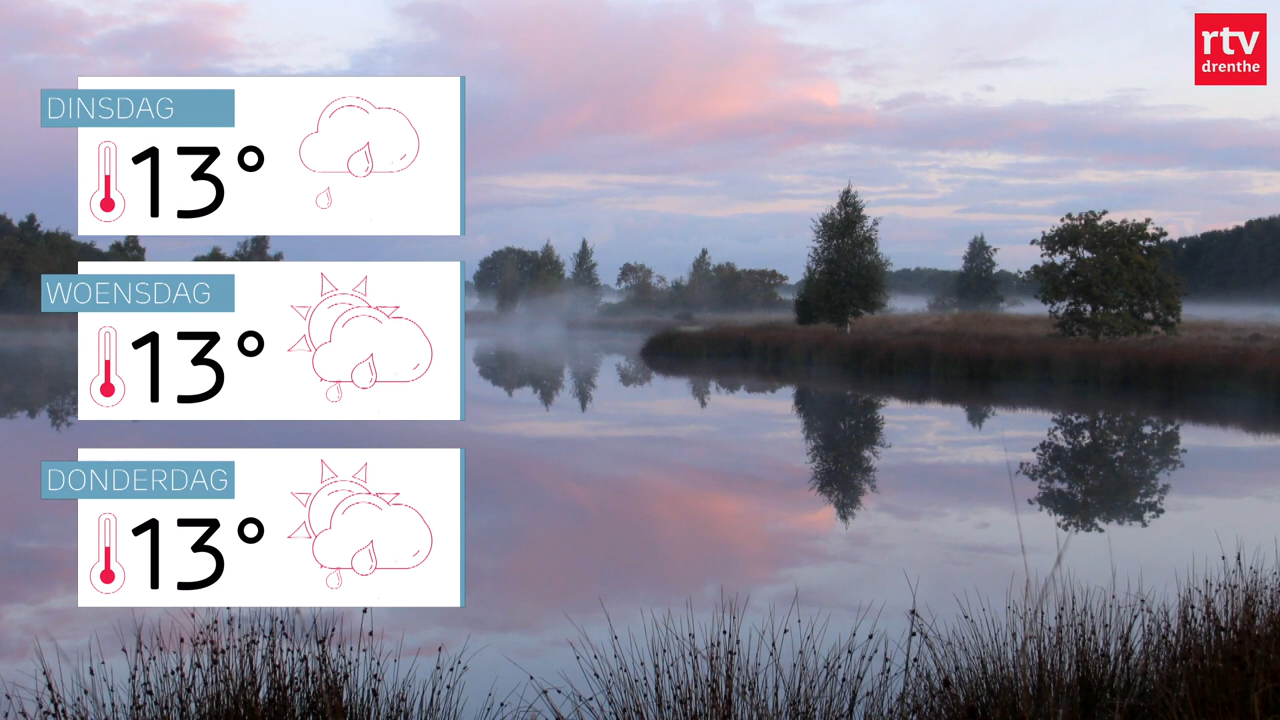 rtv
drenthe
DINSDAG
13°
WOENSDAG
13°
DONDERDAG
13°